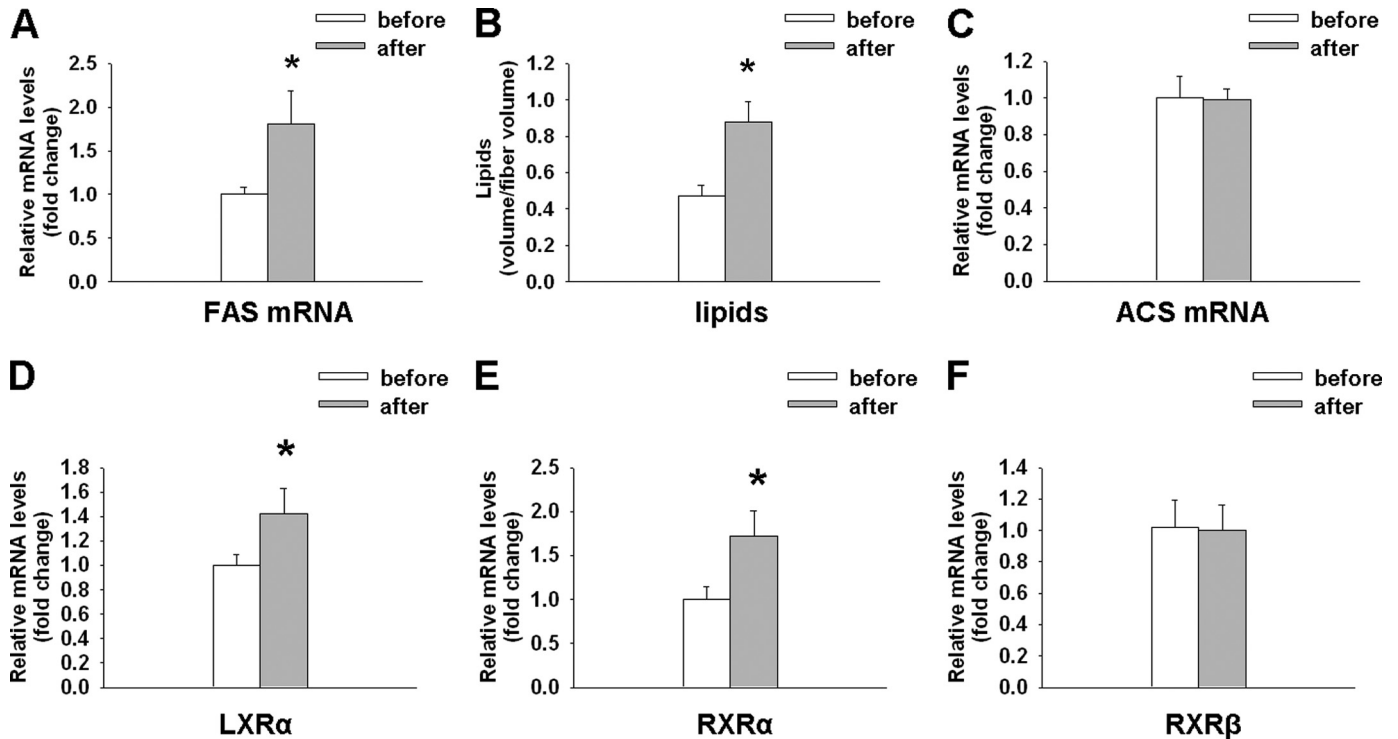 A
before
after
*
Relative mRNA levels
(fold change)
2.5
2.0
1.5
1.0
0.5
0.0
FAS mRNA
B
before
after
*
Lipids
(volume/fiber volume)
1.2
1.0
0.8
0.6
0.4
0.2
0.0
lipids
C
before
after
Relative mRNA levels
(fold change)
1.2
1.0
0.8
0.6
0.4
0.2
0.0
ACS mRNA
D
before
after
*
Relative mRNA levels
(fold change)
1.8
1.6
1.4
1.2
1.0
0.8
0.6
0.4
0.2
0.0
LXRα
E
before
after
*
Relative mRNA levels
(fold change)
2.5
2.0
1.5
1.0
0.5
0.0
RXRα
F
before
after
Relative mRNA levels
(fold change)
1.4
1.2
1.0
0.8
0.6
0.4
0.2
0.0
RXRβ